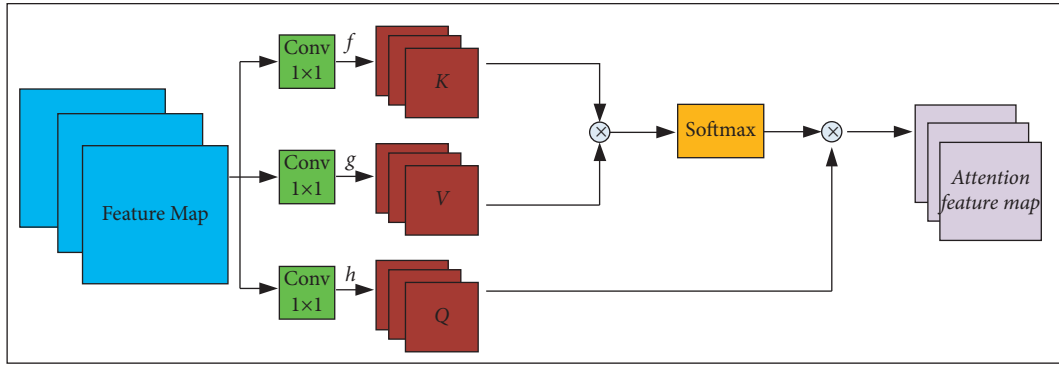 Conv
1×1
f
K
Feature Map
Conv
1×1
g
V
Conv
1×1
h
Q
×
Softmax
×
Attention
feature map